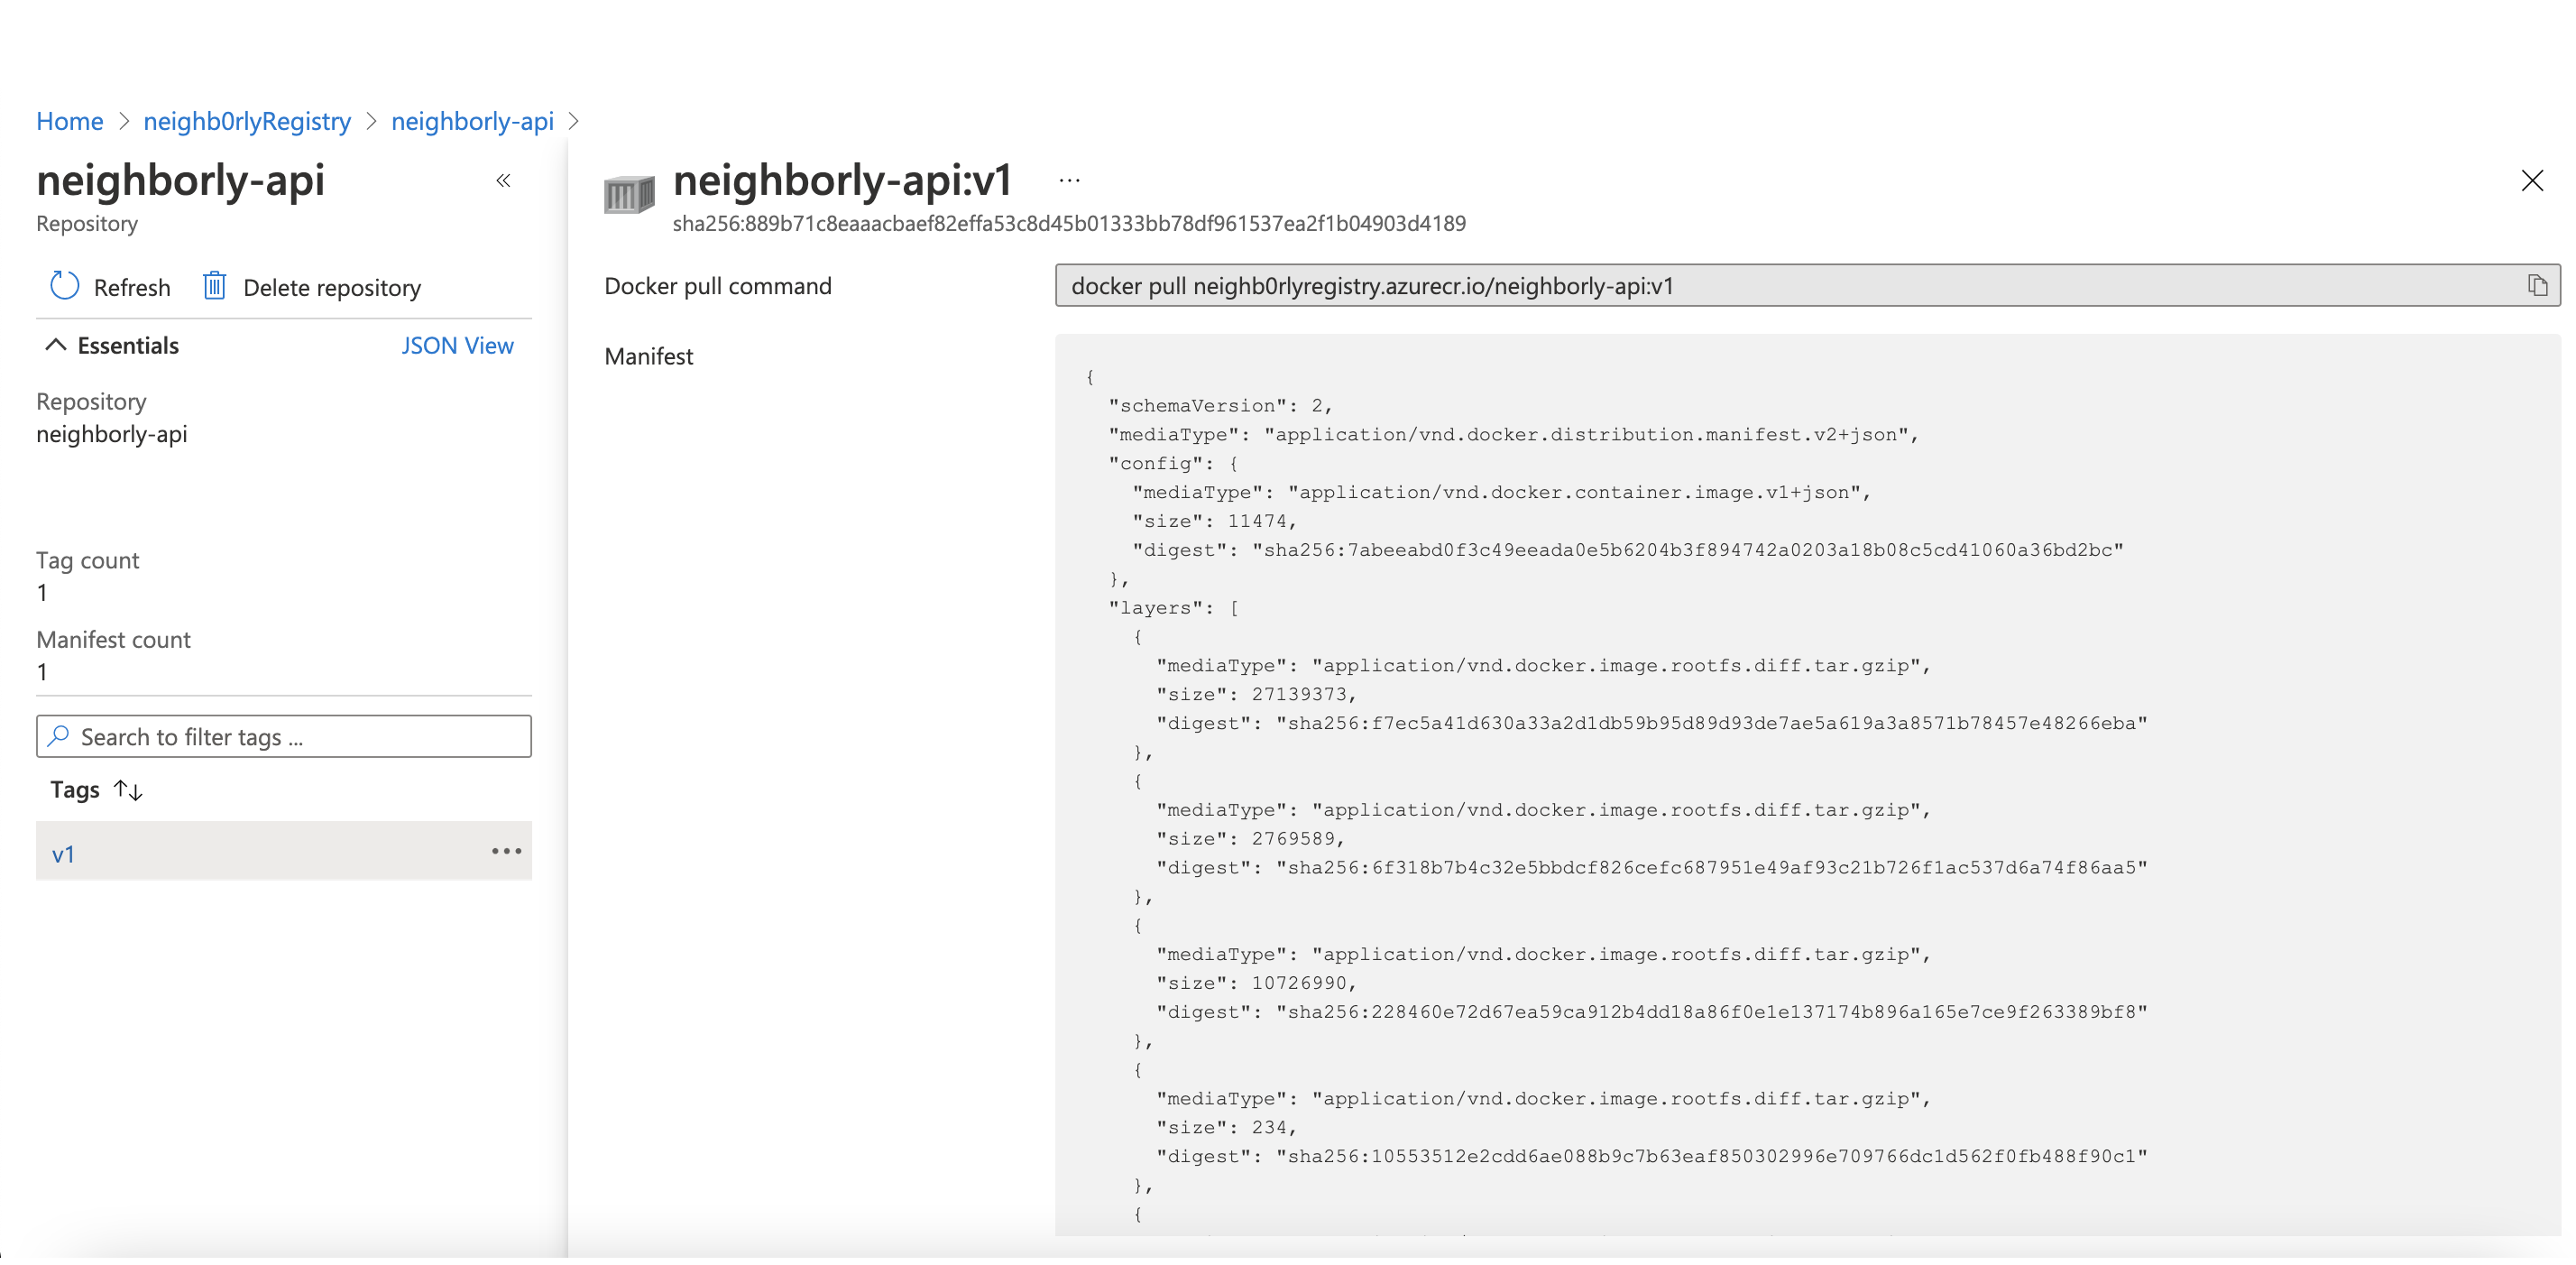 Home > neighb0rlyRegistry > neighborly-api >
neighborly-api
Repository
Refresh Delete repository
Essentials JSON View
Repository
neighborly-api
Tag count
1
Manifest count
1
Search to filter tags ...
Tags
v1
neighborly-api:v1 ...
sha256:889b71c8eaaacbaef82effa53c8d45b01333bb78df961537ea2f1b04903d4189
Docker pull command
docker pull neighb0rlyregistry.azurecr.io/neighborly-api:v1
Manifest
{
"schemaVersion": 2,
"mediaType": "application/vnd.docker.distribution.manifest.v2+json",
"config": {
"mediaType": "application/vnd.docker.container.image.v1+json",
"size": 11474,
"digest": "sha256:7abeeabd0f3c49eeada0e5b6204b3f894742a0203a18b08c5cd41060a36bd2bc"
},
"layers": [
{
"mediaType": "application/vnd.docker.image.rootfs.diff.tar.gzip",
"size": 27139373,
"digest": "sha256:f7ec5a41d630a33a2d1db59b95d89d93de7ae5a619a3a8571b78457e48266eba"
},
{
"mediaType": "application/vnd.docker.image.rootfs.diff.tar.gzip",
"size": 2769589,
"digest": "sha256:6f318b7b4c32e5bbdcf826cefc687951e49af93c21b726f1ac537d6a74f86aa5"
},
{
"mediaType": "application/vnd.docker.image.rootfs.diff.tar.gzip",
"size": 10726990,
"digest": "sha256:228460e72d67ea59ca912b4dd18a86f0e1e137174b896a165e7ce9f263389bf8"
},
{
"mediaType": "application/vnd.docker.image.rootfs.diff.tar.gzip",
"size": 234,
"digest": "sha256:10553512e2cdd6ae088b9c7b63eaf850302996e709766dc1d562f0fb488f90c1"
},
{